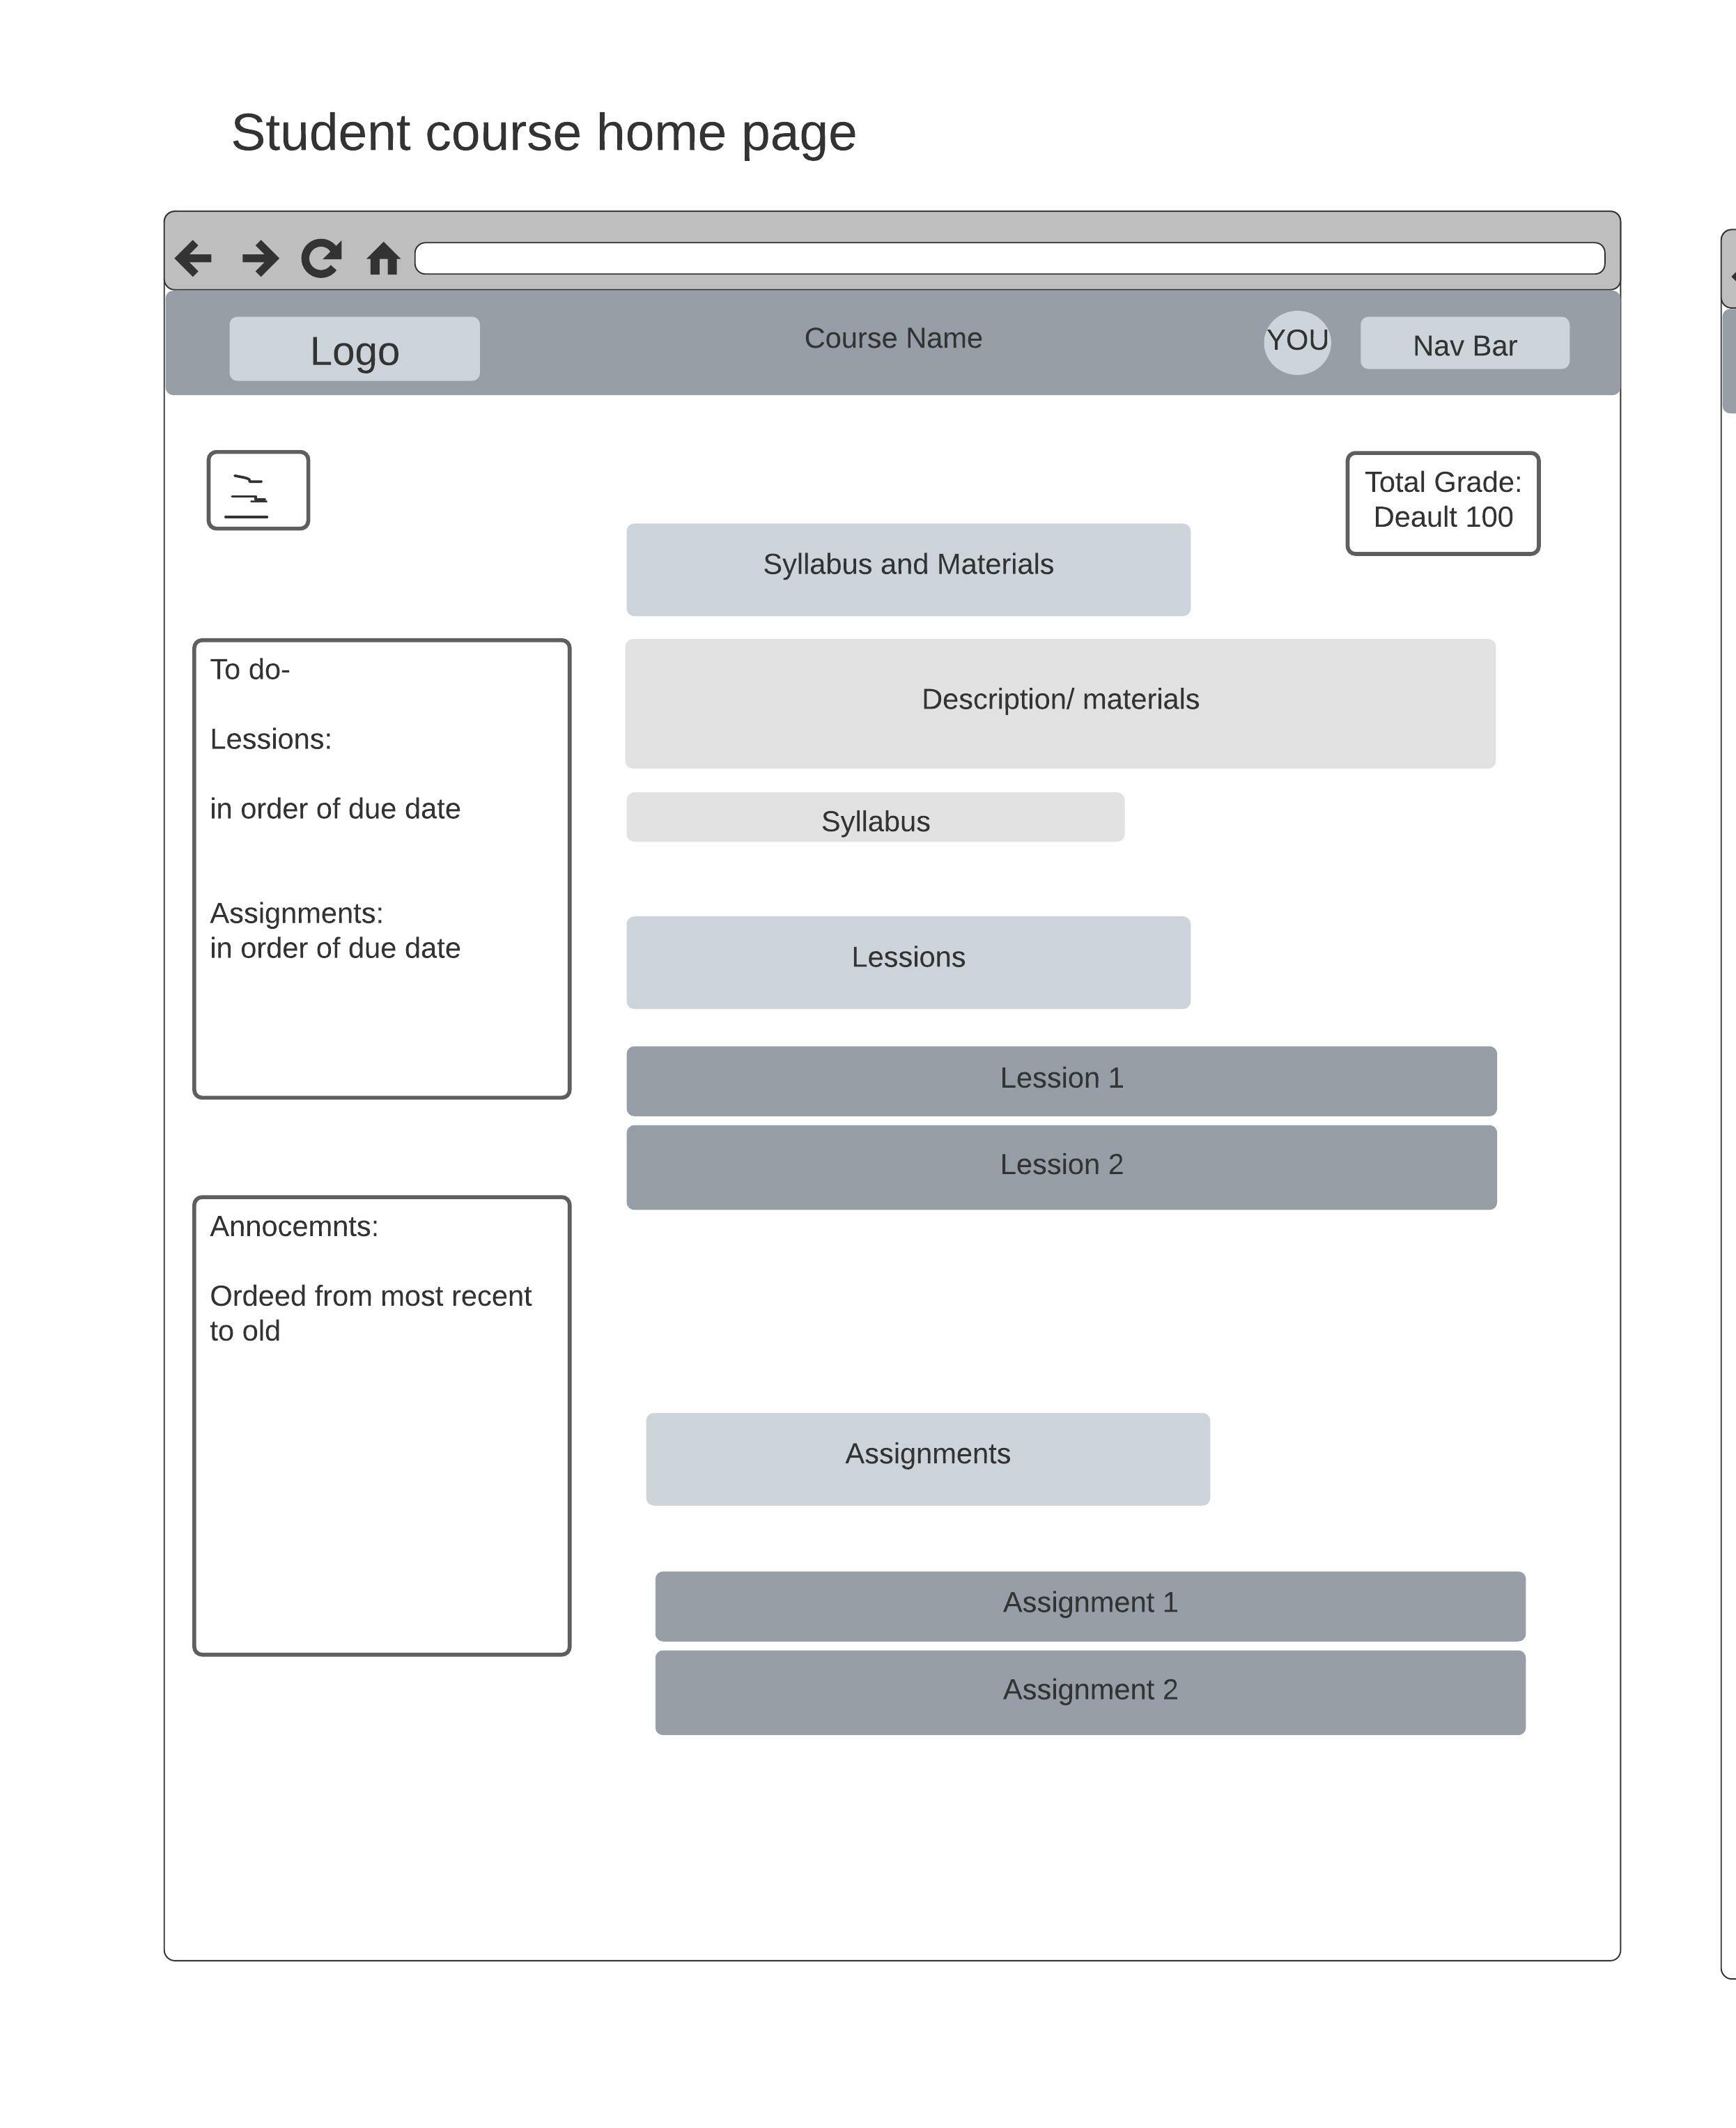 Student course home page
Logo
Course Name
YOU
Nav Bar
Total Grade:
Deault 100
Syllabus and Materials
To do-
Lessions:
in order of due date
Assignments:
in order of due date
Description/ materials
Syllabus
Lessions
Lession 1
Lession 2
Annocemnts:
Ordeed from most recent
to old
Assignments
Assignment 1
Assignment 2